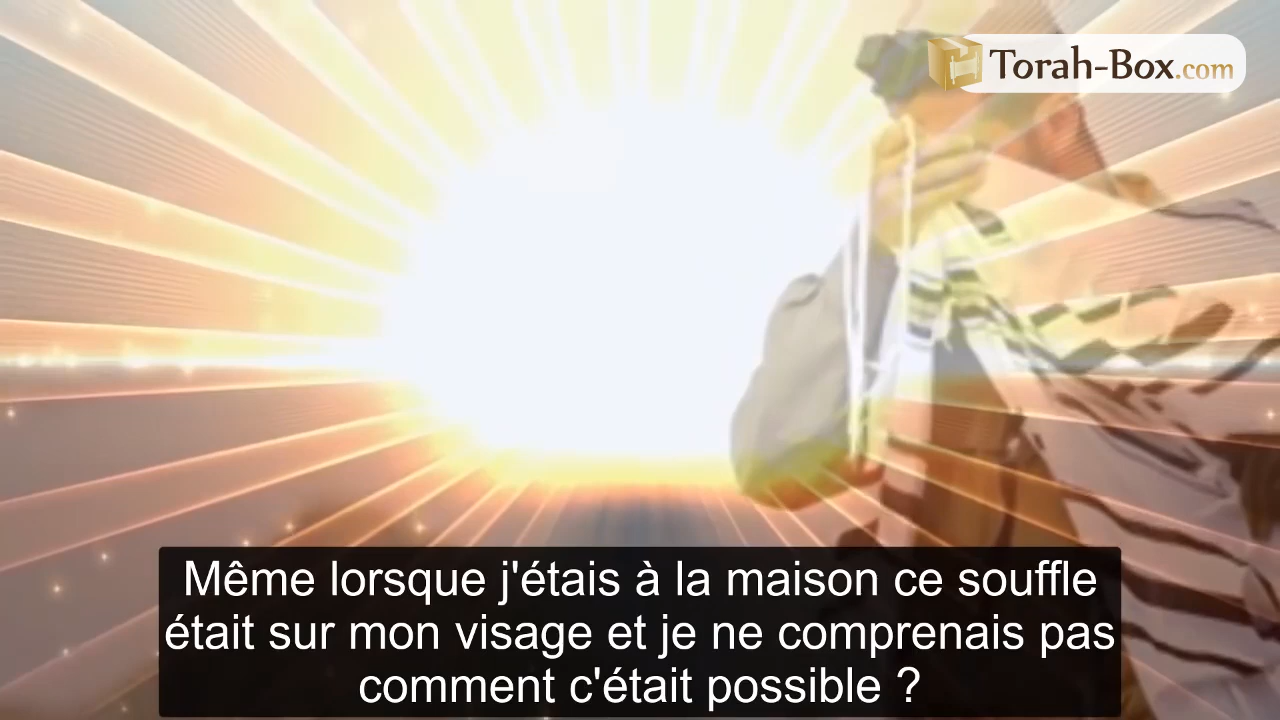 Torah-Box.com
Même lorsque j'étais à la maison ce souffle
était sur mon visage et je ne comprenais pas
comment c'était possible ?